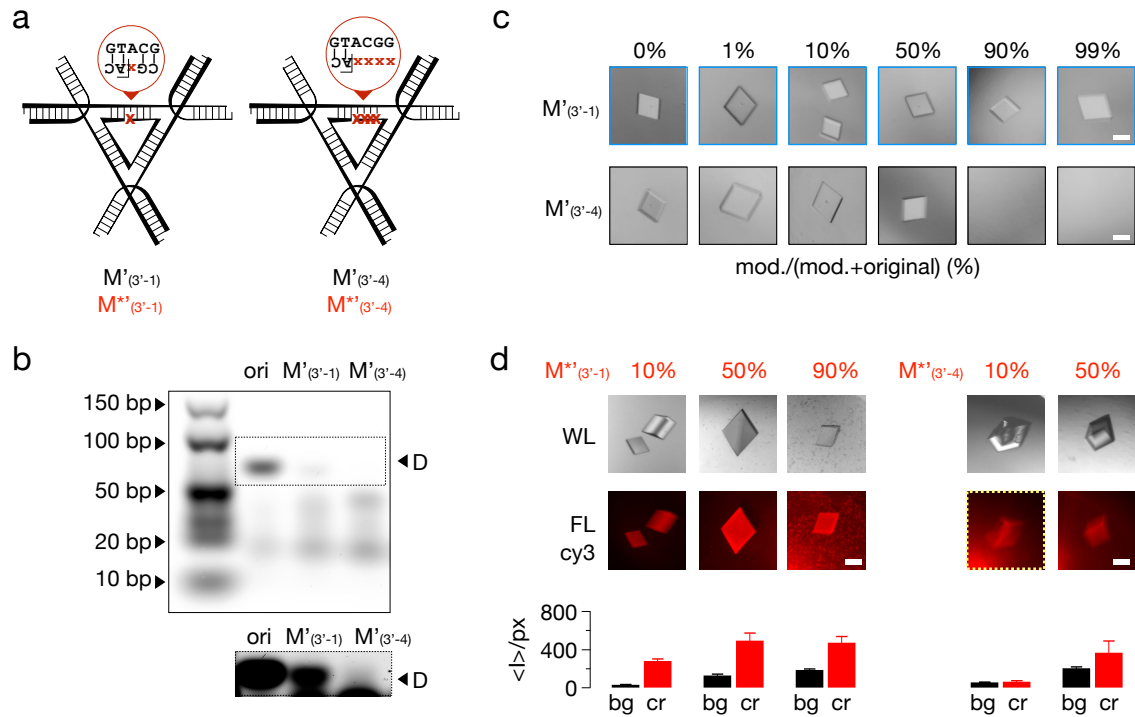 a
GTACG
CAxGC
GTACGG
CAxxxx
x
xxxx
M’(3’-1)
M*’(3’-1)
M’(3’-4)
M*’(3’-4)
b
ori M’(3’-1) M’(3’-4)
150 bp
100 bp
50 bp
20 bp
10 bp
D
ori M’(3’-1) M’(3’-4)
D
c
0% 1% 10% 50% 90% 99%
M’(3’-1)
M’(3’-4)
mod./(mod.+original) (%)
d
M*’(3’-1) 10% 50% 90% M*’(3’-4) 10% 50%
WL
FL
cy3
<I>/px
800
400
0
bg cr bg cr bg cr bg cr bg cr